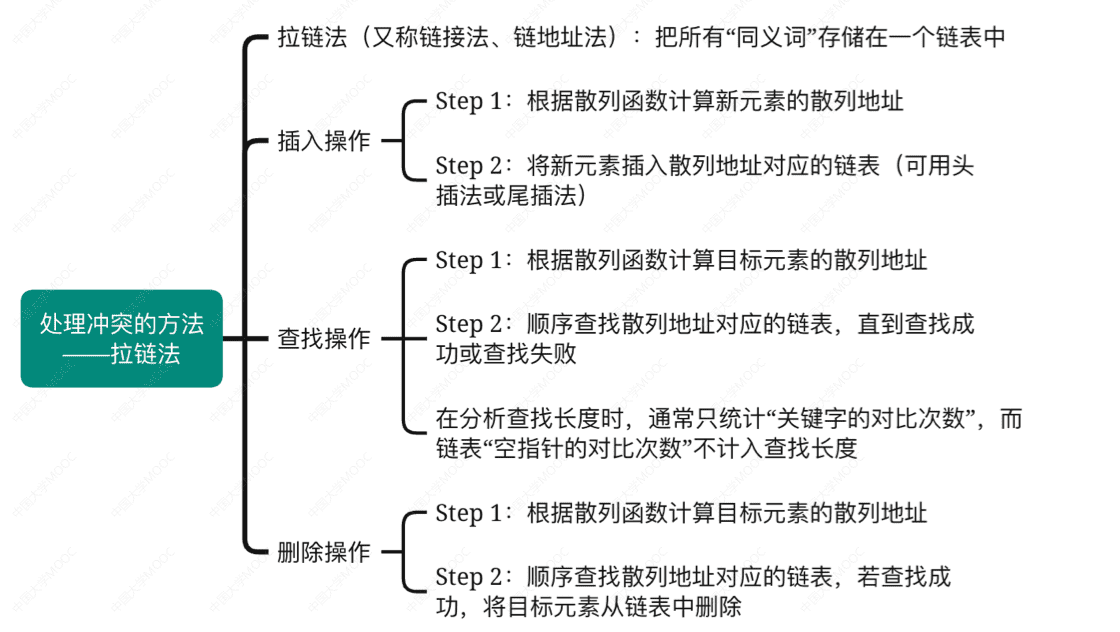 拉链法（又称链接法、链地址法）：把所有“同义词”存储在一个链表中
插入操作
Step 1：根据散列函数计算新元素的散列地址
Step 2：将新元素插入散列地址对应的链表（可用头
插法或尾插法）
处理冲突的方法
——拉链法
查找操作
Step 1：根据散列函数计算目标元素的散列地址
Step 2：顺序查找散列地址对应的链表，直到查找成
功或查找失败
在分析查找长度时，通常只统计“关键字的对比次数”，而
链表“空指针的对比次数”不计入查找长度
删除操作
Step 1：根据散列函数计算目标元素的散列地址
Step 2：顺序查找散列地址对应的链表，若查找成
功，将目标元素从链表中删除
中国大学MOOC